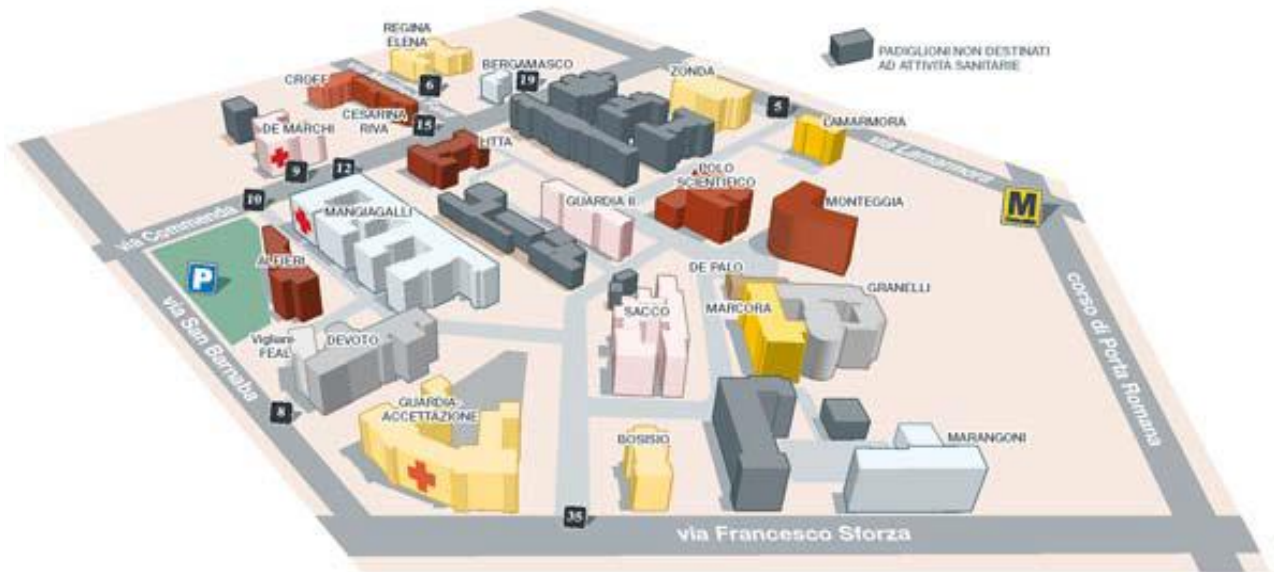 REGINA
ELENA
BERGAMASCO
19
ZONDA
PADIGLIONI NON DESTINATI
AD ATTIVITÀ SANITARIE
CROFF
6
CESARINA
RIVA
15
5
LAMARMORA
via Lamarmora
DE MARCHI
9
12
LITTA
10
via Commenda
MANGIAGALLI
GUARDIA II
POLO
SCIENTIFICO
MONTEGGIA
M
P
ALFIERI
via San Barnaba
DE PALO
GRANELLI
MARCORA
SACCO
corso di Porta Romana
Vigliani
FEAL
DEVOTO
8
GUARDIA-
ACCETTAZIONE
BOSISIO
MARANGONI
35
via Francesco Sforza